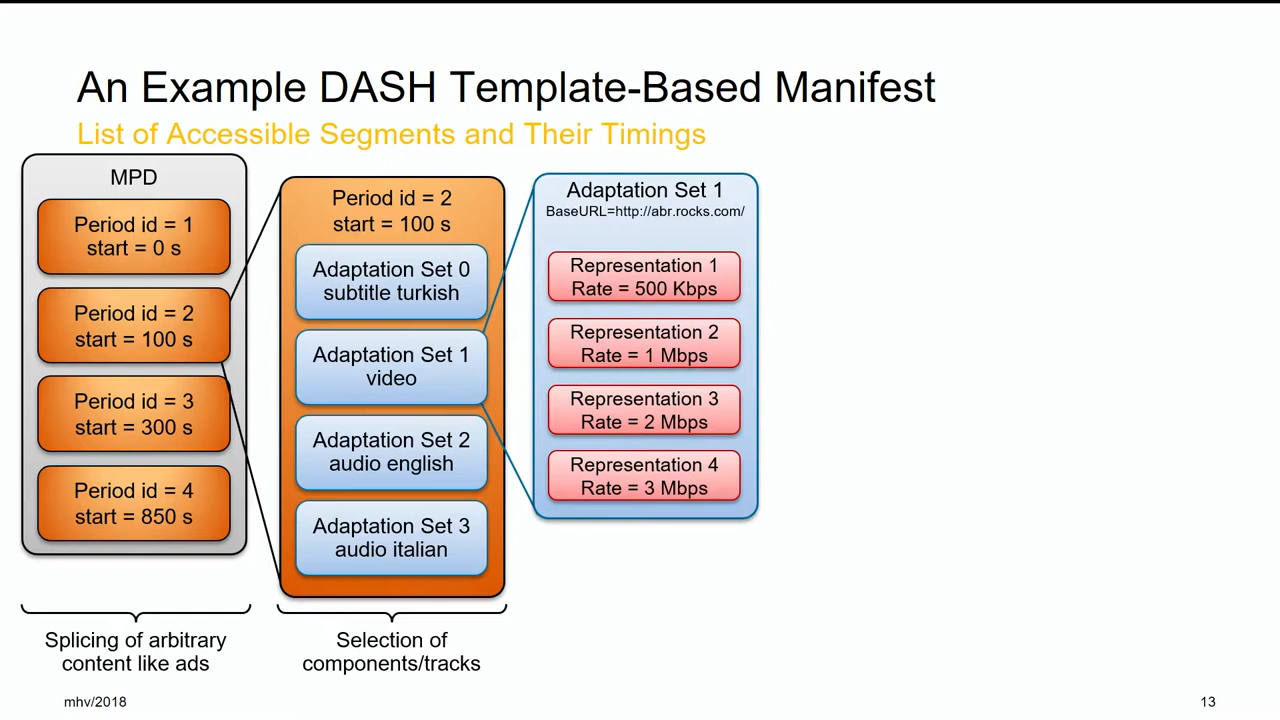 An Example DASH Template-Based Manifest
List of Accessible Segments and Their Timings
MPD
Period id = 1
start = 0 s
Period id = 2
start = 100 s
Period id = 3
start = 300 s
Period id = 4
start = 850 s
Splicing of arbitrary
content like ads
Period id = 2
start = 100 s
Adaptation Set 0
subtitle turkish
Adaptation Set 1
video
Adaptation Set 2
audio english
Adaptation Set 3
audio italian
Selection of
components/tracks
Adaptation Set 1
BaseURL=http://abr.rocks.com/
Representation 1
Rate = 500 Kbps
Representation 2
Rate = 1 Mbps
Representation 3
Rate = 2 Mbps
Representation 4
Rate = 3 Mbps
mhv/2018
13